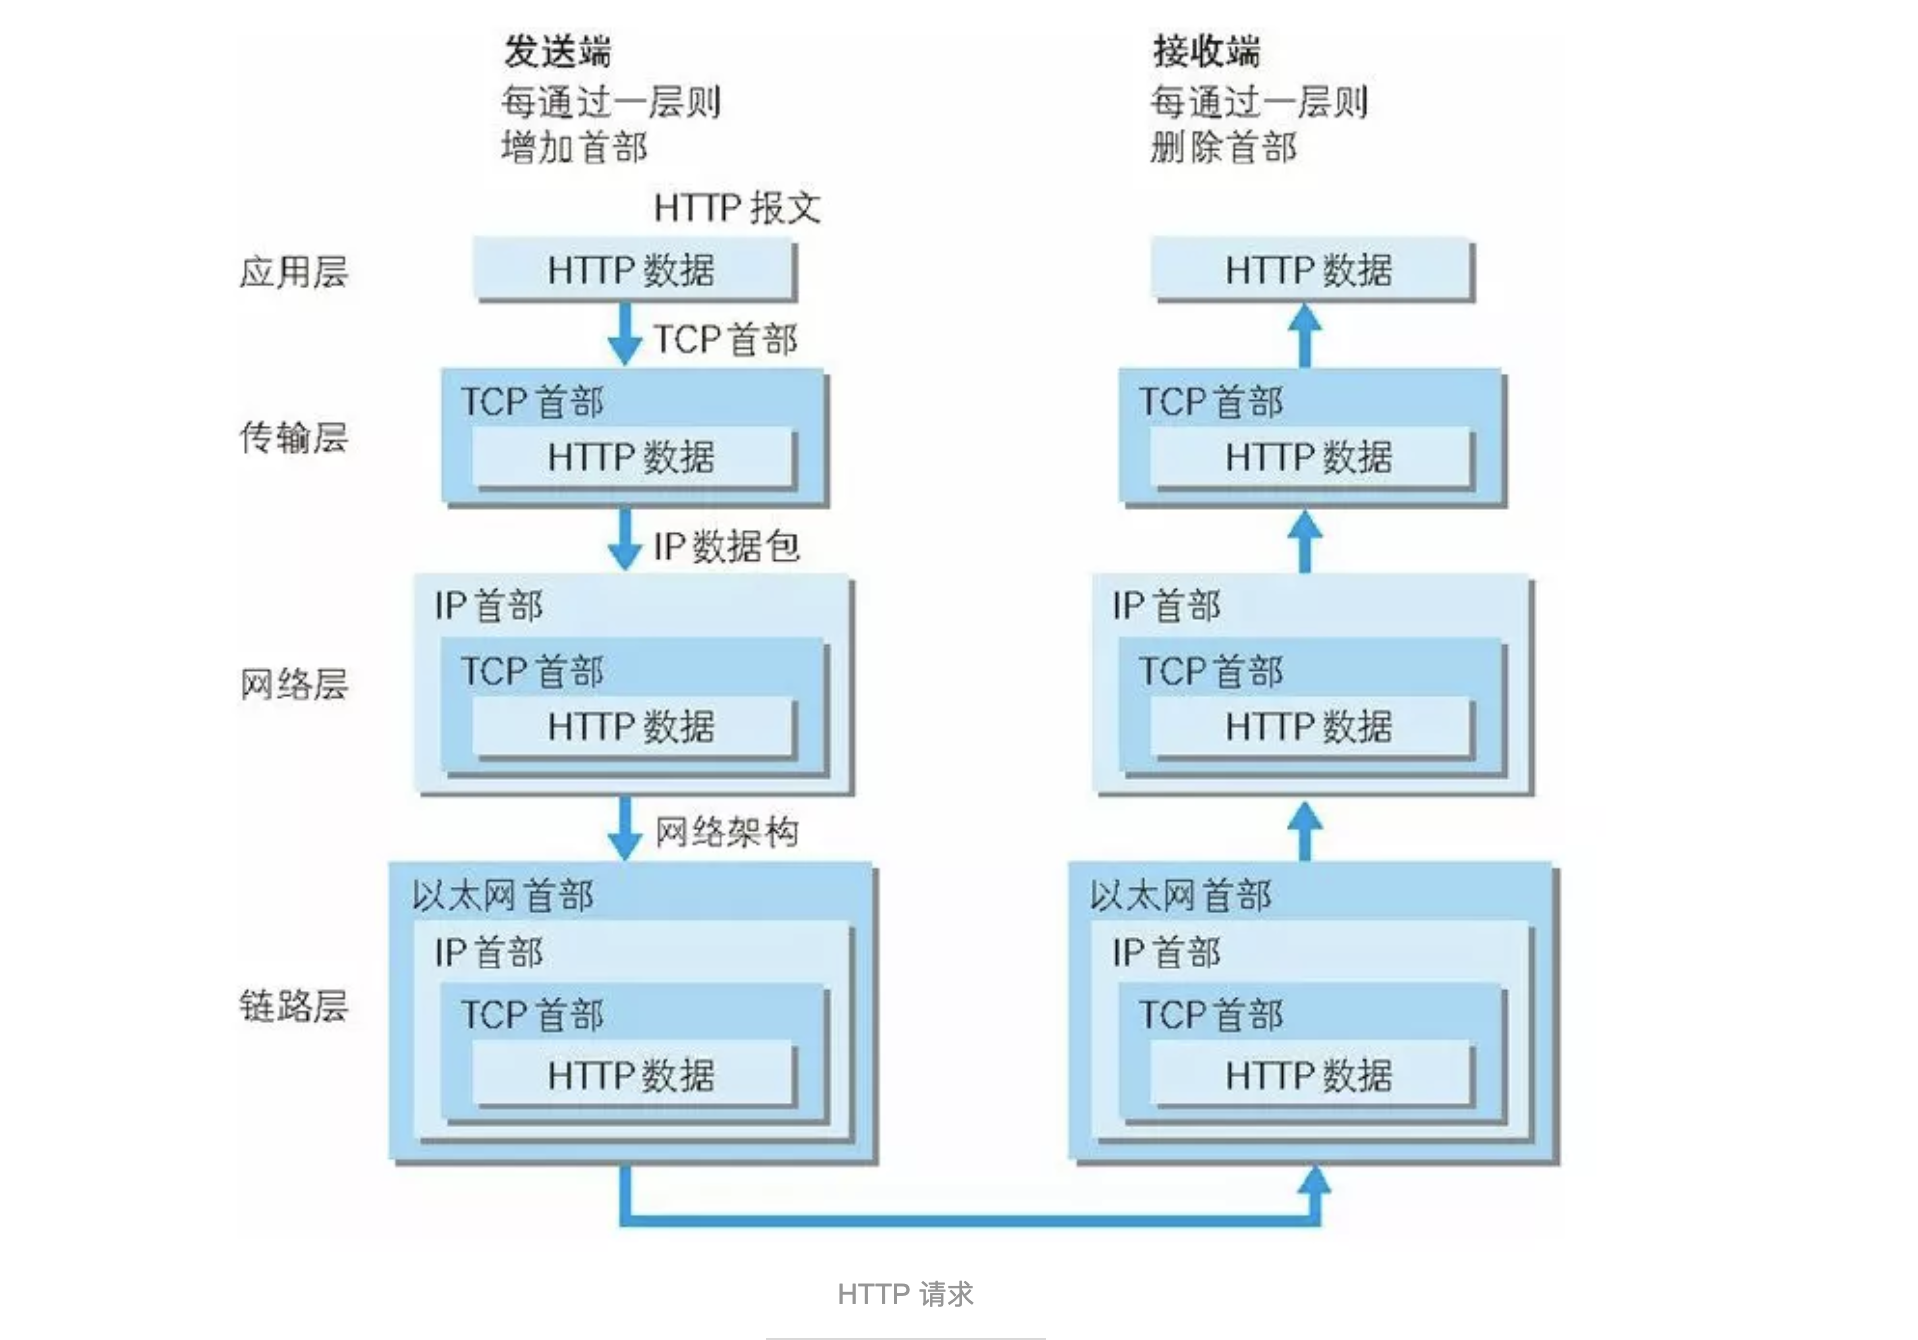 发送端
每通过一层则
增加首部
接收端
每通过一层则
删除首部
HTTP 报文
应用层
HTTP 数据
HTTP 数据
TCP 首部
传输层
TCP 首部
HTTP 数据
TCP 首部
HTTP 数据
IP 数据包
网络层
IP 首部
TCP 首部
HTTP 数据
IP 首部
TCP 首部
HTTP 数据
网络架构
链路层
以太网首部
IP 首部
TCP 首部
HTTP 数据
以太网首部
IP 首部
TCP 首部
HTTP 数据
HTTP 请求